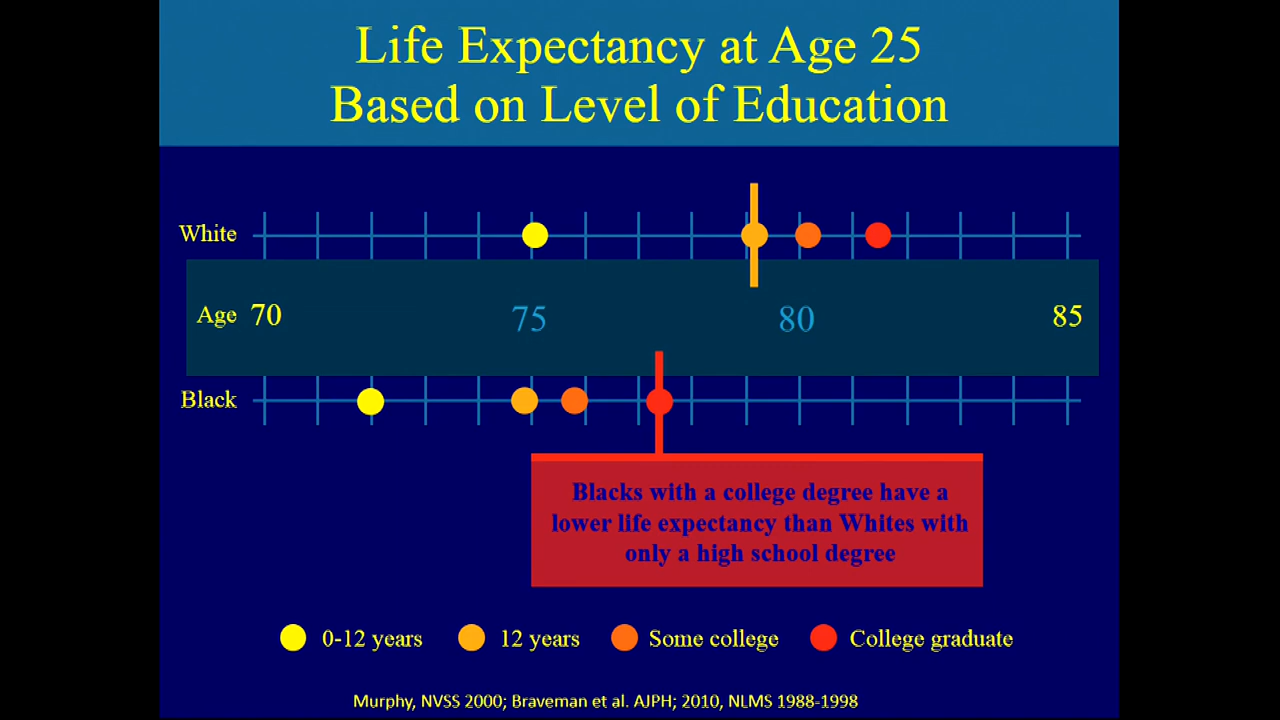 Life Expectancy at Age 25
Based on Level of Education
White
Age 70 75 80 85
Black
Blacks with a college degree have a
lower life expectancy than Whites with
only a high school degree
0-12 years 12 years Some college College graduate
Murphy, NVSS 2000; Braveman et al. AJPH; 2010, NLMS 1988-1998